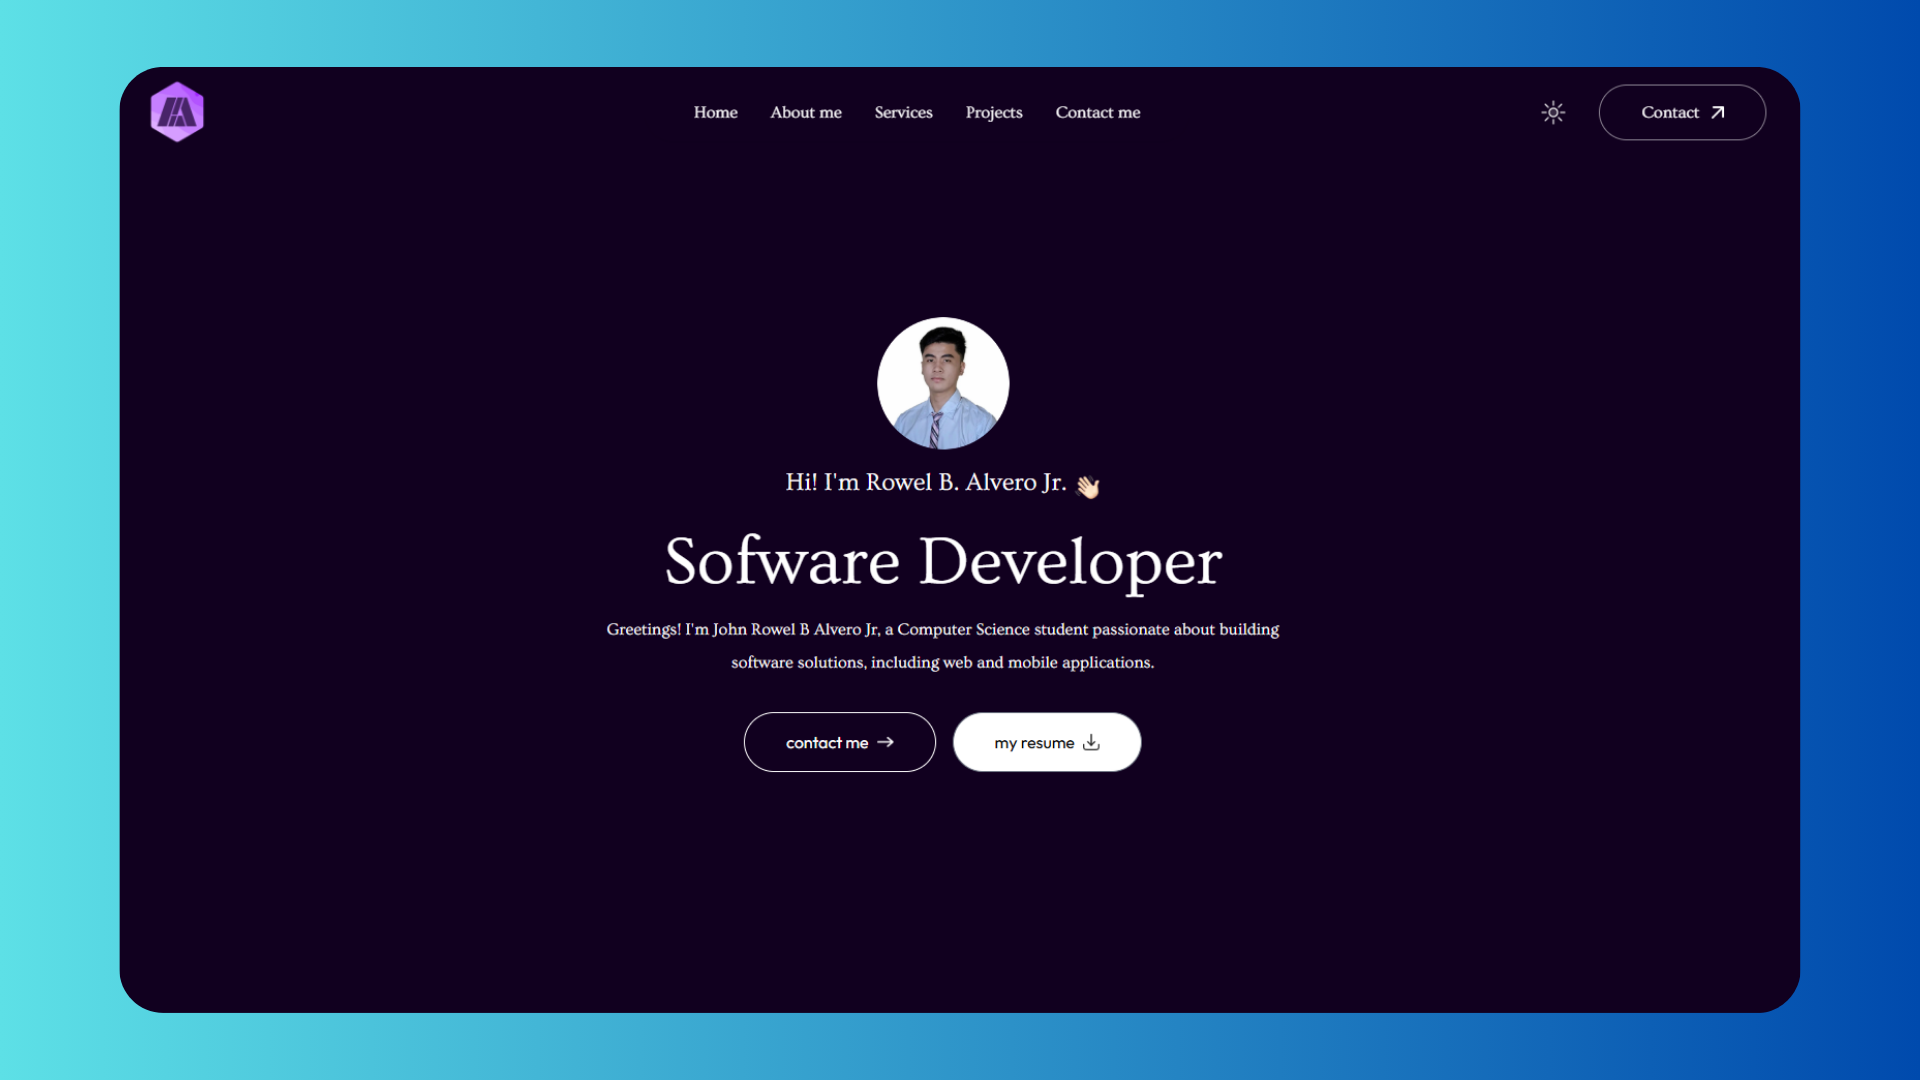 Home About me Services Projects Contact me Contact
Hi! I'm Rowel B. Alvero Jr.
Sofware Developer
Greetings! I'm John Rowel B Alvero Jr, a Computer Science student passionate about building
software solutions, including web and mobile applications.
contact me my resume